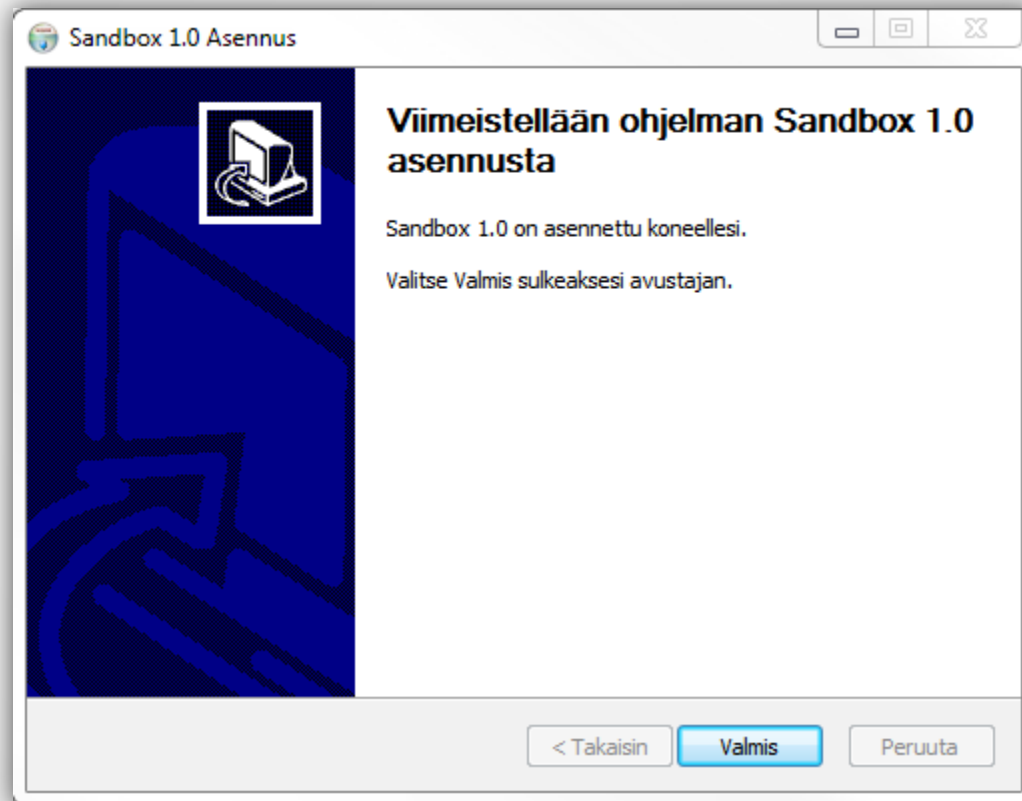 Sandbox 1.0 Asennus
Viimeistellään ohjelman Sandbox 1.0
asennusta
Sandbox 1.0 on asennettu koneellesi.
Valitse Valmis sulkeaksesi avustajan.
< Takaisin Valmis Peruuta